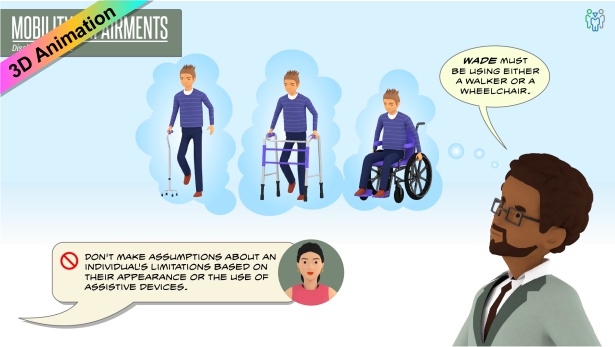 MOBILITY
PAIRMENTS
3D Animation
WADE MUST
BE USING EITHER
A WALKER OR A
WHEELCHAIR.
DON'T MAKE ASSUMPTIONS ABOUT AN
INDIVIDUAL'S LIMITATIONS BASED ON
THEIR APPEARANCE OR THE USE OF
ASSISTIVE DEVICES.